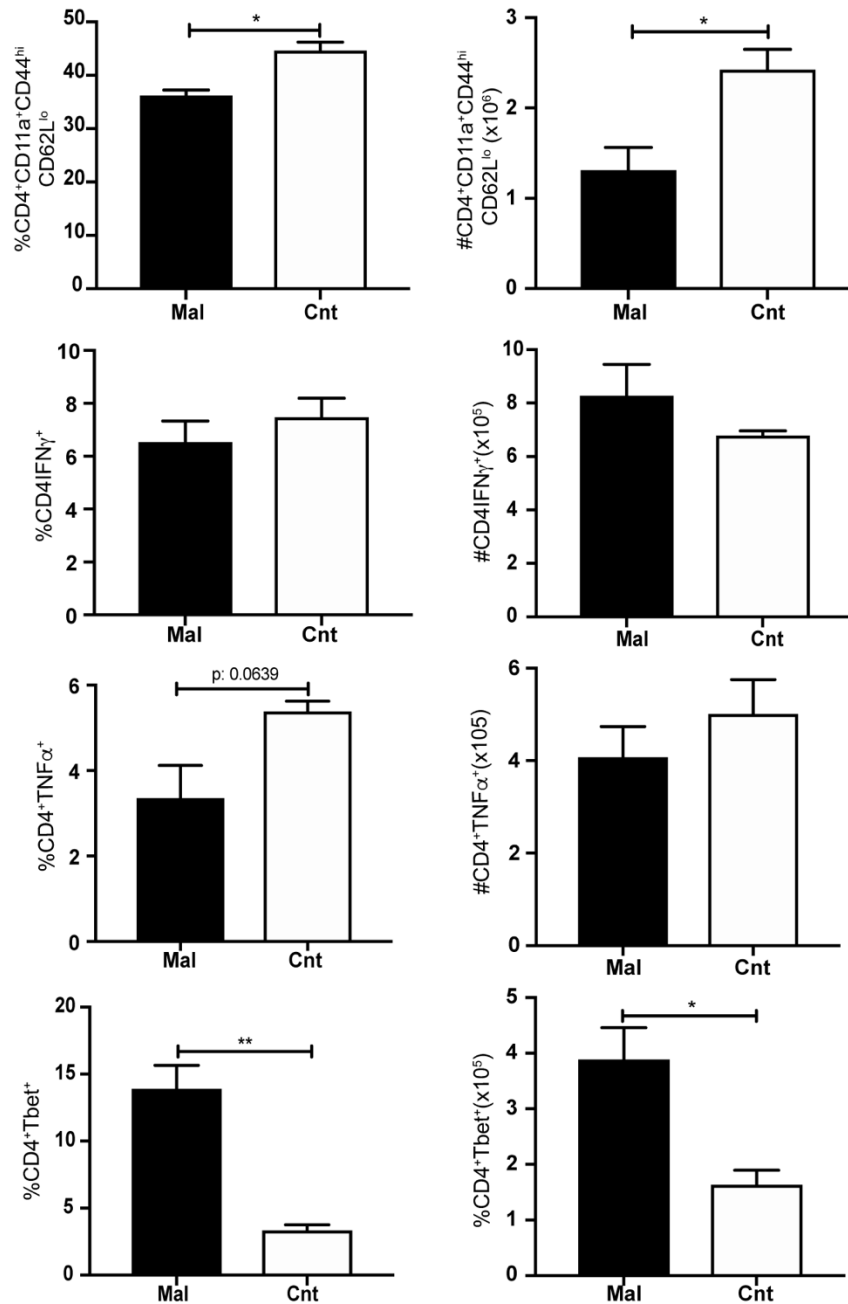 %CD4⁺CD11a⁺CD44ʰⁱ
CD62Lˡᵒ
50
40
30
20
10
0
*
Mal Cnt
#CD4⁺CD11a⁺CD44ʰⁱ
CD62Lˡᵒ (x10⁶)
3
2
1
0
*
Mal Cnt
%CD4IFNγ⁺
10
8
6
4
2
0
Mal Cnt
#CD4IFNγ⁺(x10⁵)
10
8
6
4
2
0
Mal Cnt
%CD4⁺TNFα⁺
6
4
2
0
p: 0.0639
Mal Cnt
#CD4⁺TNFα⁺(x105)
6
4
2
0
Mal Cnt
%CD4⁺Tbet⁺
20
15
10
5
0
**
Mal Cnt
%CD4⁺Tbet⁺(x10⁵)
5
4
3
2
1
0
*
Mal Cnt